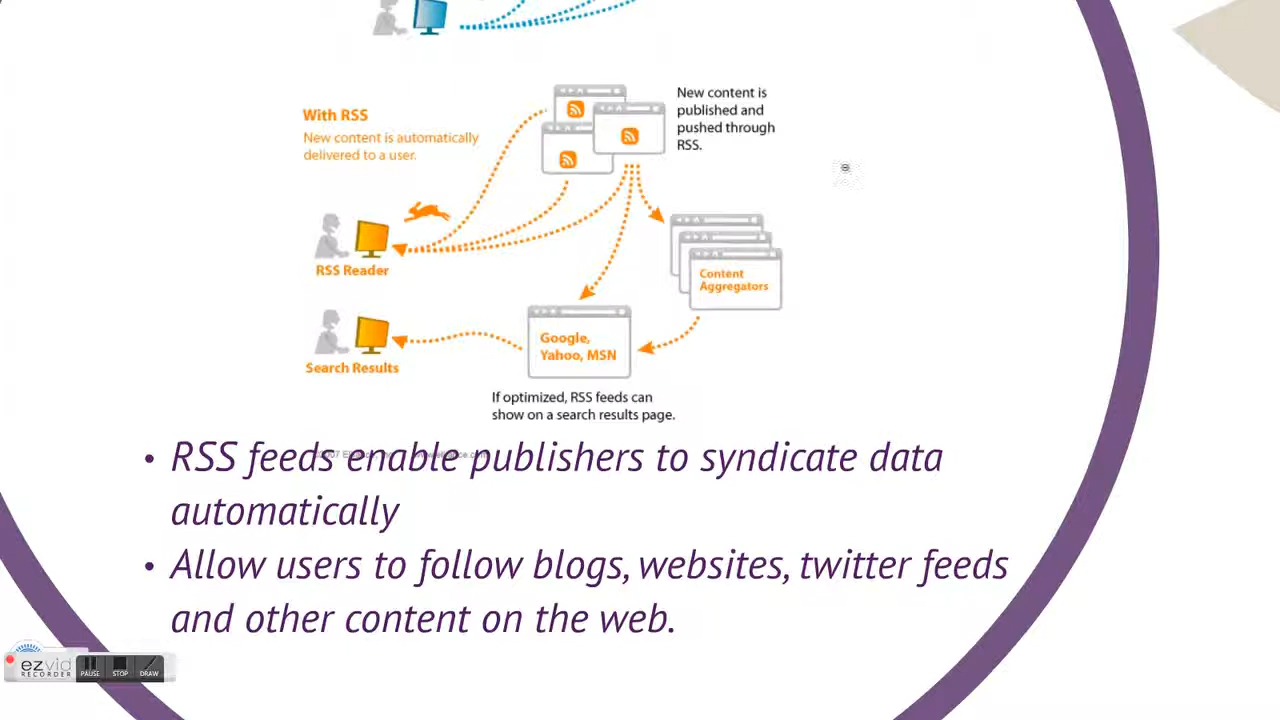 With RSS
New content is automatically
delivered to a user.
New content is
published and
pushed through
RSS.
RSS Reader
Content
Aggregators
Google,
Yahoo, MSN
Search Results
If optimized, RSS feeds can
show on a search results page.
• RSS feeds enable publishers to syndicate data
automatically
• Allow users to follow blogs, websites, twitter feeds
and other content on the web.
ezvid
RECORDER
PAUSE STOP DRAW